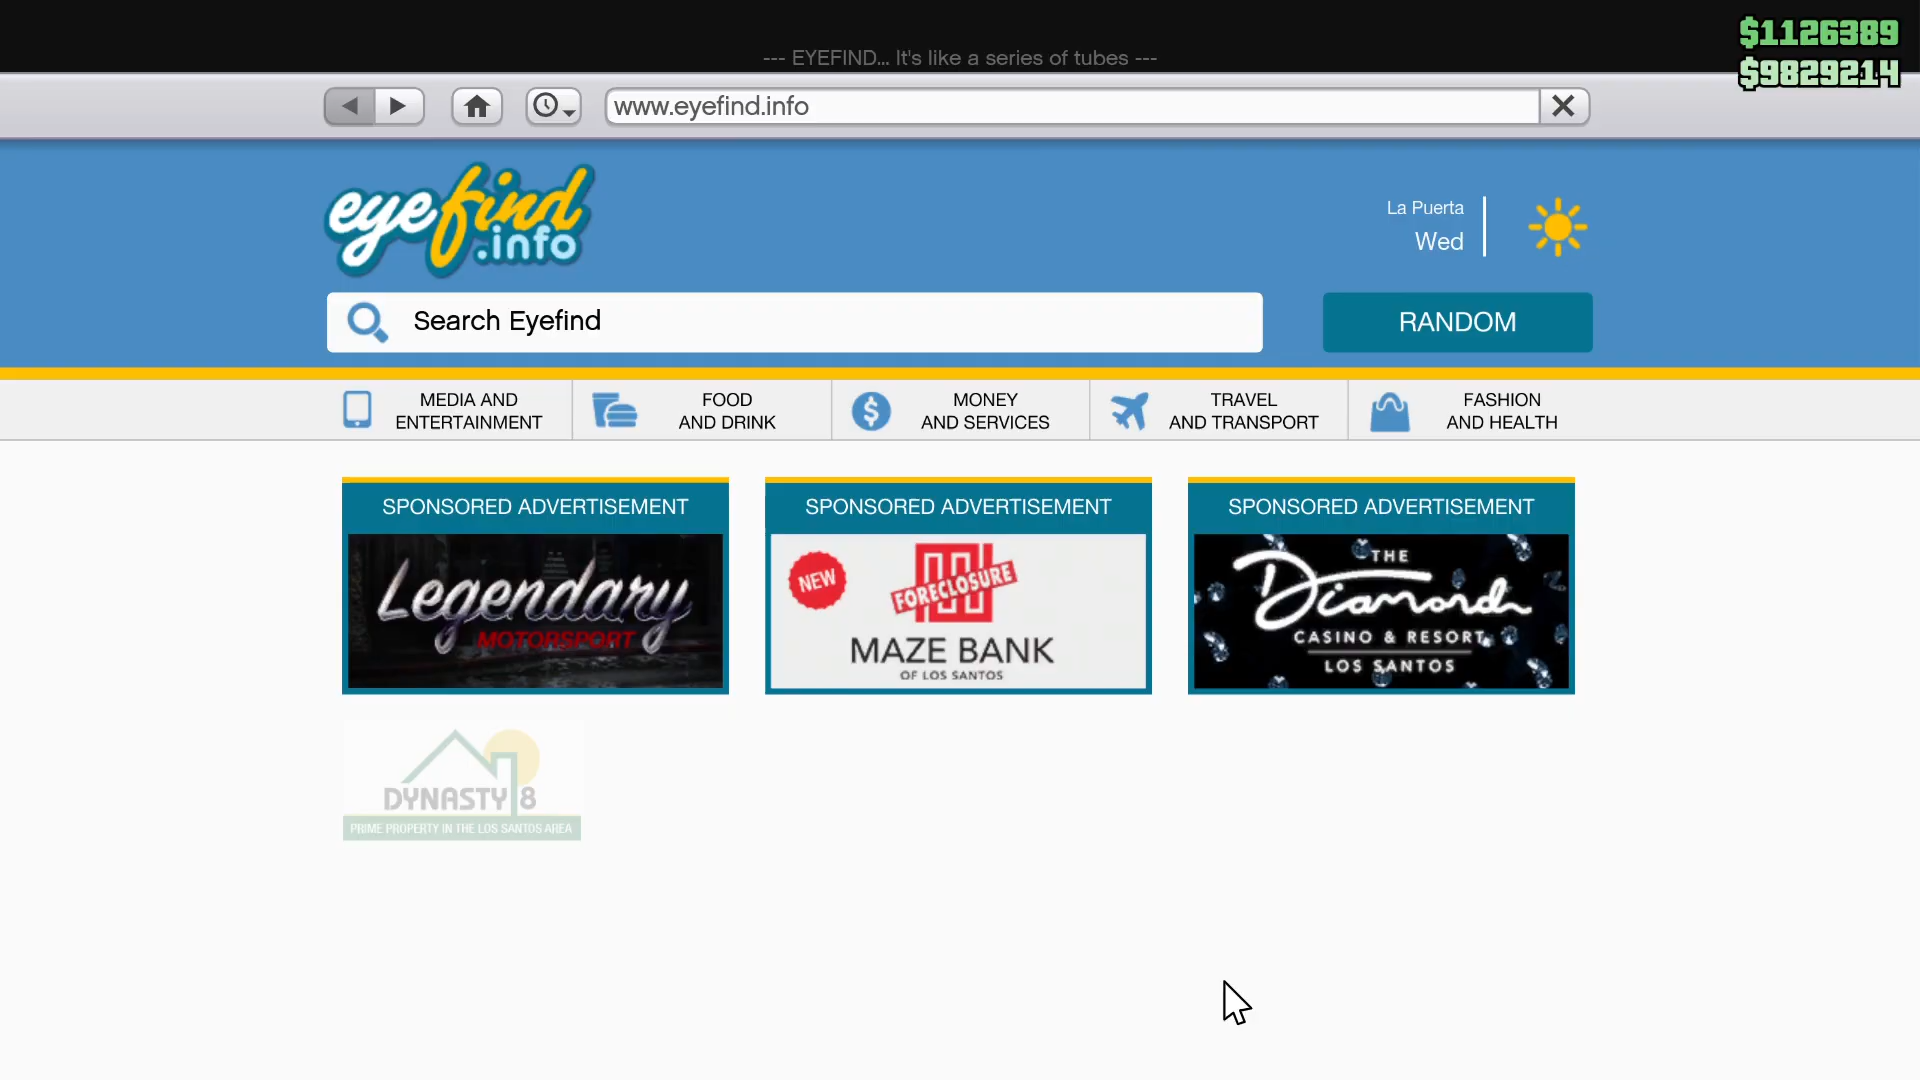 $1126389
--- EYEFIND... It's like a series of tubes ---
$9829214
www.eyefind.info
eyefind
.info
La Puerta
Wed
Search Eyefind
RANDOM
MEDIA AND
ENTERTAINMENT
FOOD
AND DRINK
MONEY
AND SERVICES
TRAVEL
AND TRANSPORT
FASHION
AND HEALTH
SPONSORED ADVERTISEMENT
Legendary
MOTORSPORT
SPONSORED ADVERTISEMENT
NEW
FORECLOSURE
MAZE BANK
OF LOS SANTOS
SPONSORED ADVERTISEMENT
THE
Diamond
CASINO & RESORT
LOS SANTOS
DYNASTY 8
PRIME PROPERTY IN THE LOS SANTOS AREA